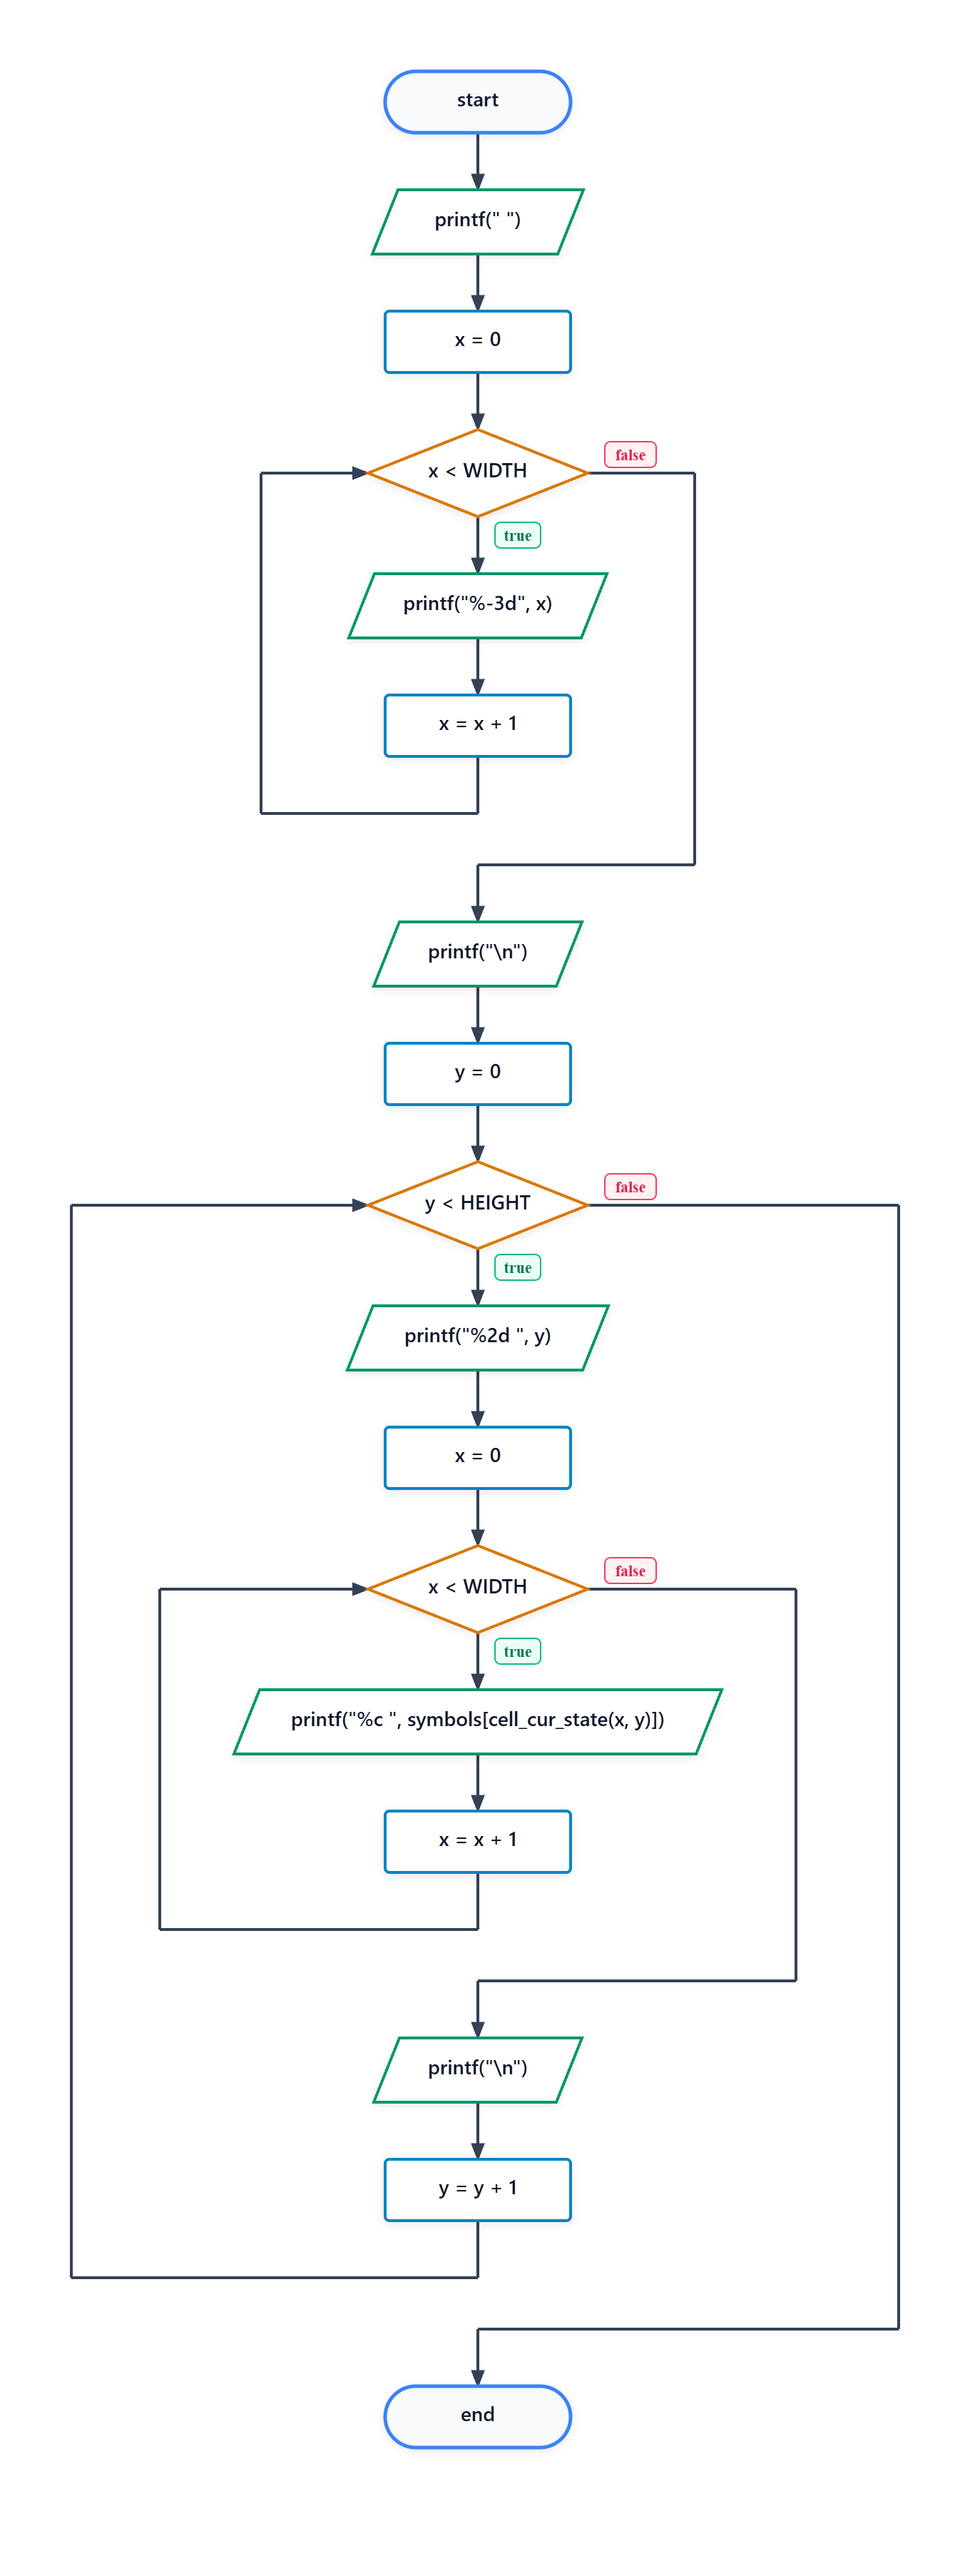 start
printf(" ")
x = 0
x < WIDTH
false
true
printf("%-3d", x)
x = x + 1
printf("\n")
y = 0
y < HEIGHT
false
true
printf("%2d ", y)
x = 0
x < WIDTH
false
true
printf("%c ", symbols[cell_cur_state(x, y)])
x = x + 1
printf("\n")
y = y + 1
end